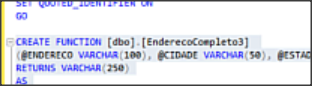 SET QUOTED_IDENTIFIER ON
GO
CREATE FUNCTION [dbo].[EnderecoCompleto3]
(@ENDERECO VARCHAR(100), @CIDADE VARCHAR(50), @ESTAD
RETURNS VARCHAR(250)
AS